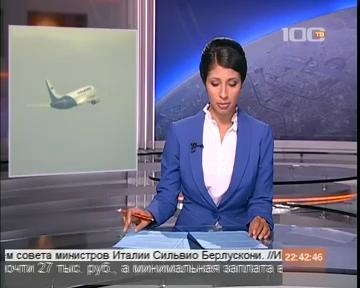 100 ТВ
м совета министров Италии Сильвио Берлускони. //И
22:42:46
очти 27 тыс. руб., а минимальная заплата в